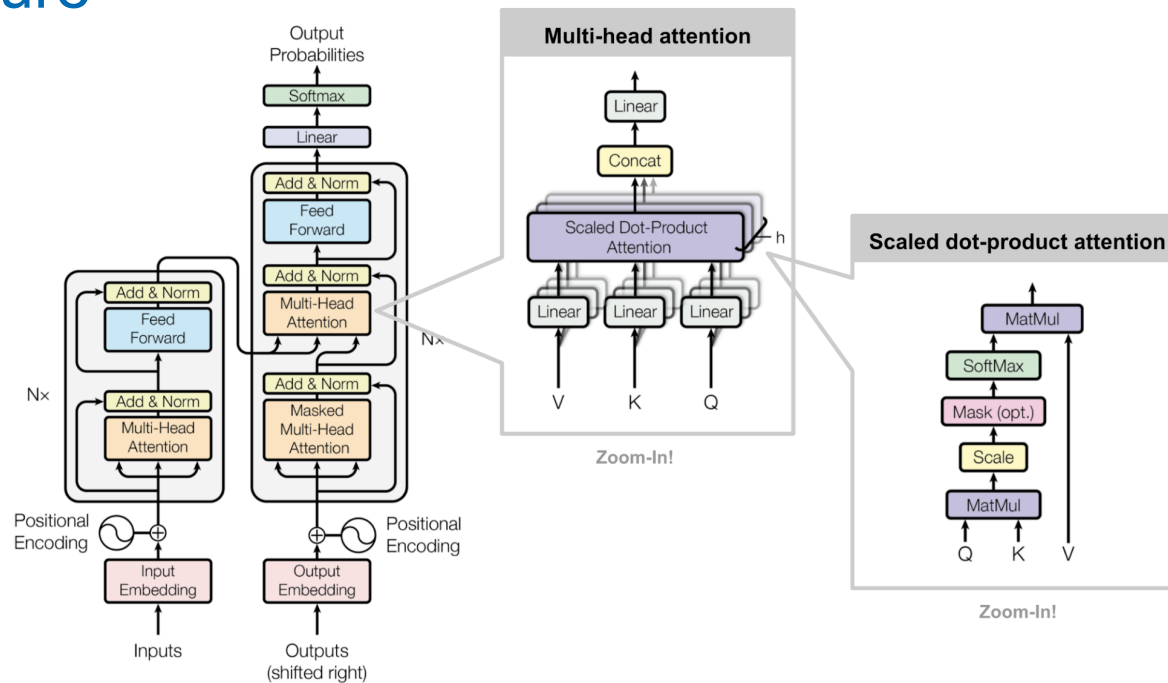 Output
Probabilities
Softmax
Linear
Add & Norm
Feed
Forward
Add & Norm
Multi-Head
Attention
Nx
Add & Norm
Masked
Multi-Head
Attention
Positional
Encoding
Output
Embedding
Outputs
(shifted right)
Add & Norm
Feed
Forward
Nx
Add & Norm
Multi-Head
Attention
Positional
Encoding
Input
Embedding
Inputs
Multi-head attention
Linear
Concat
Scaled Dot-Product
Attention
h
Linear
Linear
Linear
V
K
Q
Zoom-In!
Scaled dot-product attention
MatMul
SoftMax
Mask (opt.)
Scale
MatMul
Q
K
V
Zoom-In!